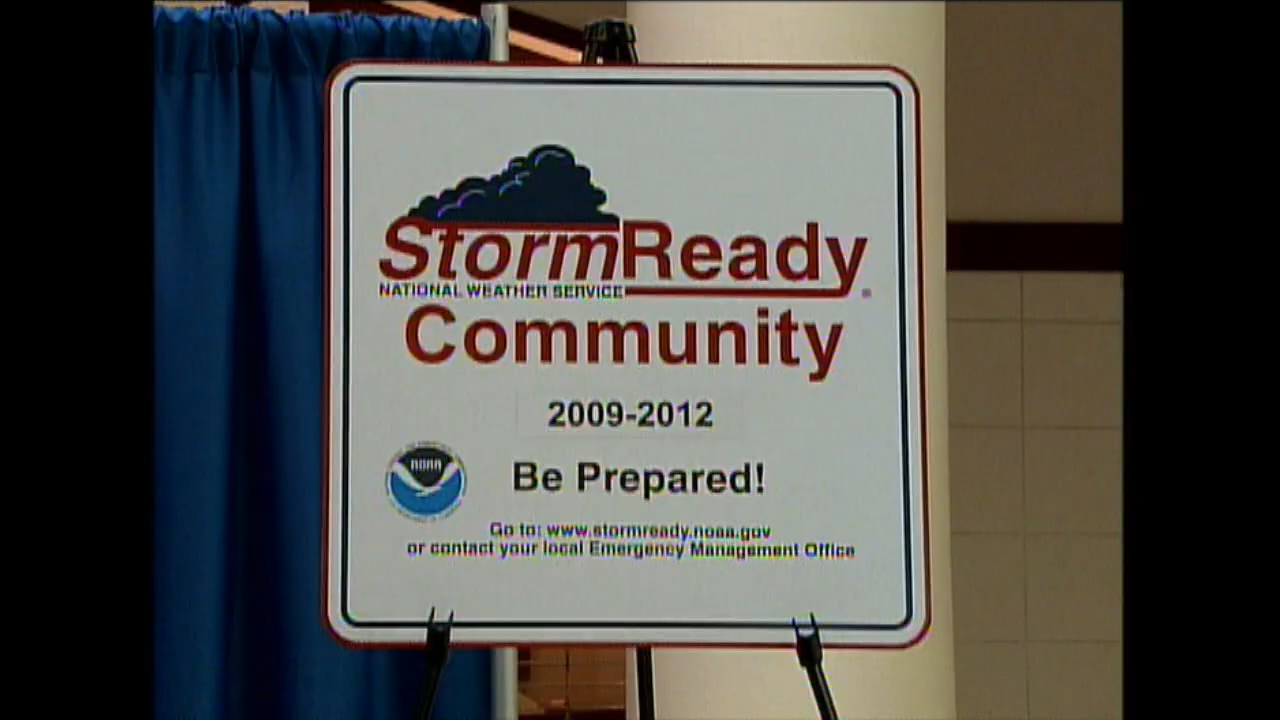 StormReady
NATIONAL WEATHER SERVICE
Community
2009-2012
NOAA
Be Prepared!
Go to: www.stormready.noaa.gov
or contact your local Emergency Management Office